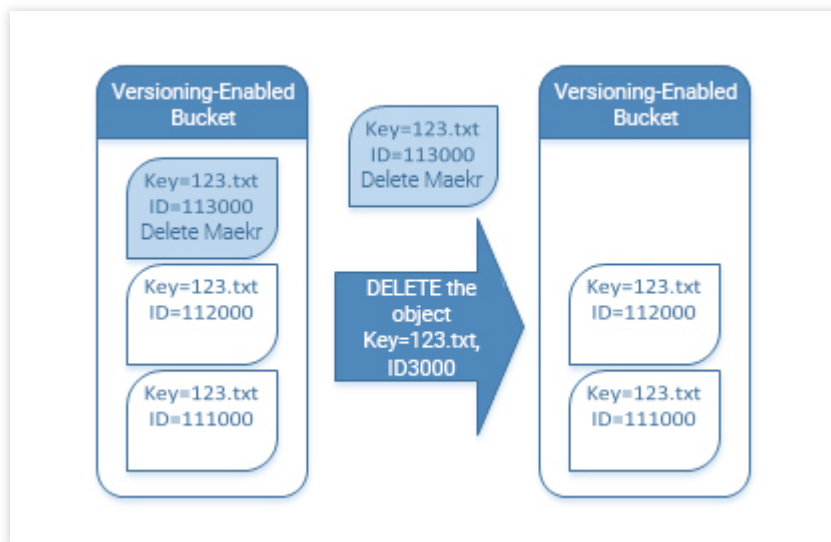 Versioning-Enabled
Bucket
Key=123.txt
ID=113000
Delete Maekr
Key=123.txt
ID=112000
Key=123.txt
ID=111000
Key=123.txt
ID=113000
Delete Maekr
DELETE the
object
Key=123.txt,
ID3000
Versioning-Enabled
Bucket
Key=123.txt
ID=112000
Key=123.txt
ID=111000